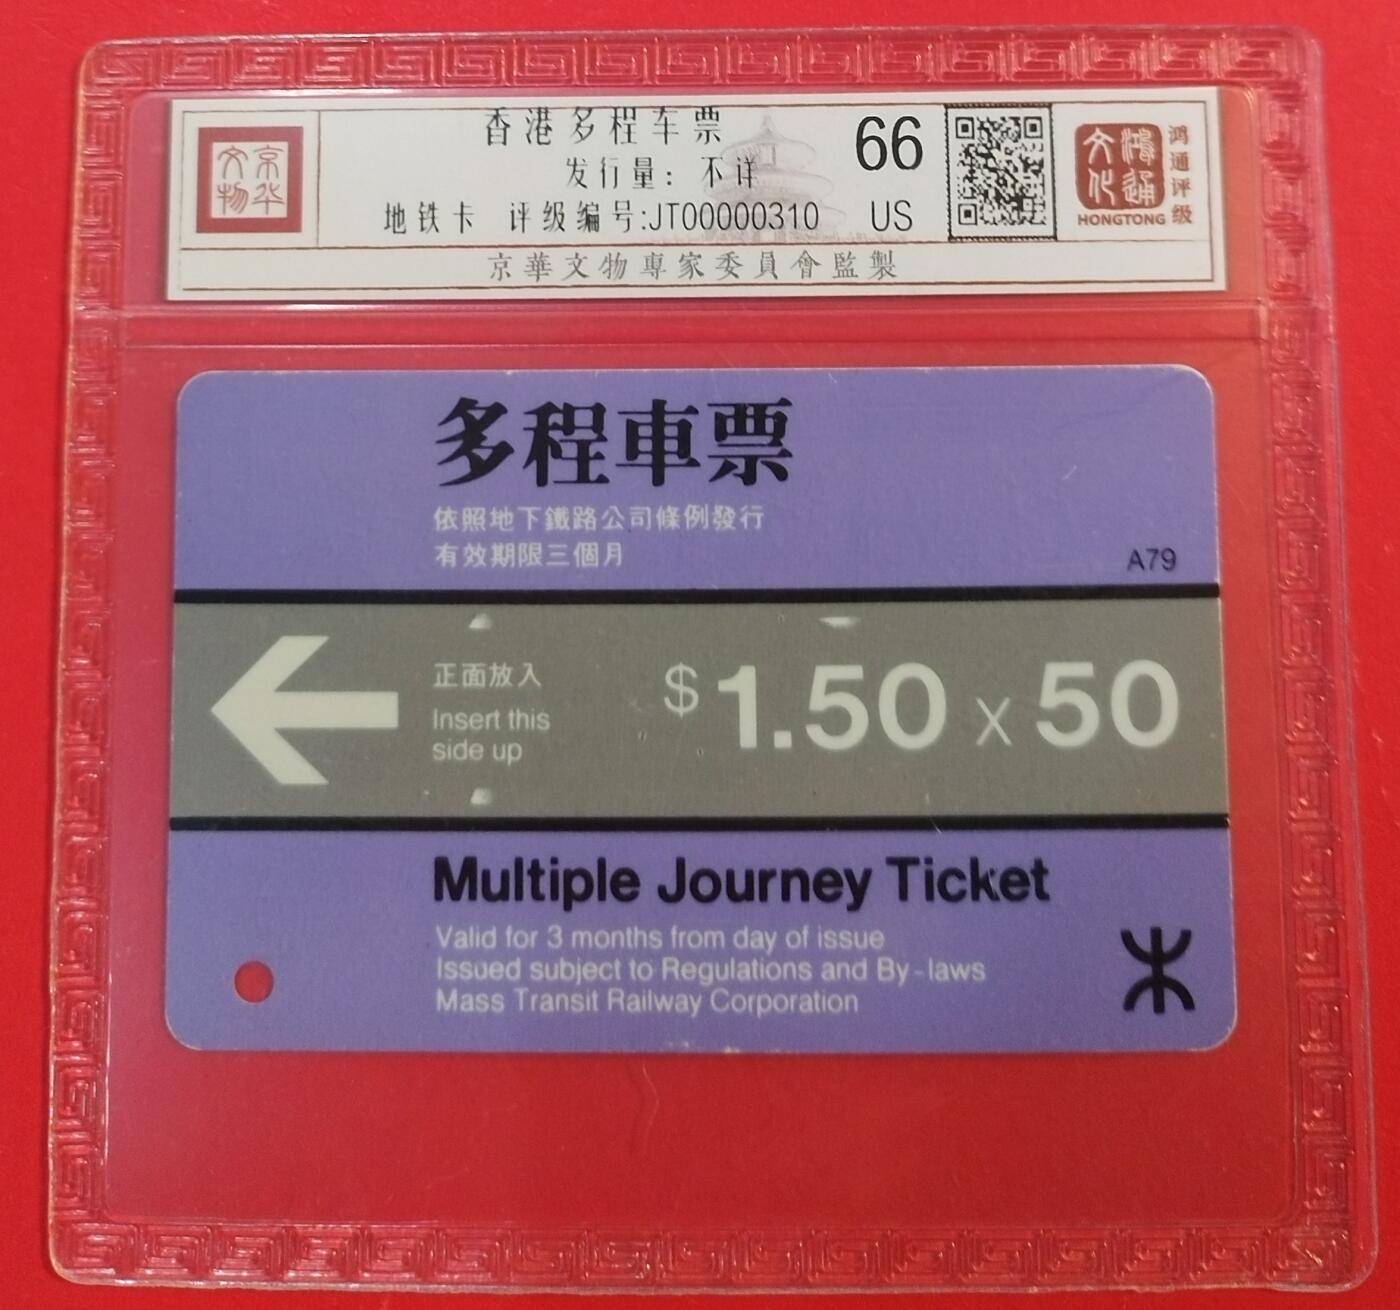 京华
文物
香港多程车票
发行量：不详
地铁卡 评级编号:JT00000310
66
US
鸿通
文化
HONGTONG
鸿通评级
京華文物專家委員會監製
多程車票
依照地下鐵路公司條例發行
有效期限三個月
A79
正面放入
Insert this
side up
$1.50 x 50
Multiple Journey Ticket
Valid for 3 months from day of issue
Issued subject to Regulations and By-laws
Mass Transit Railway Corporation